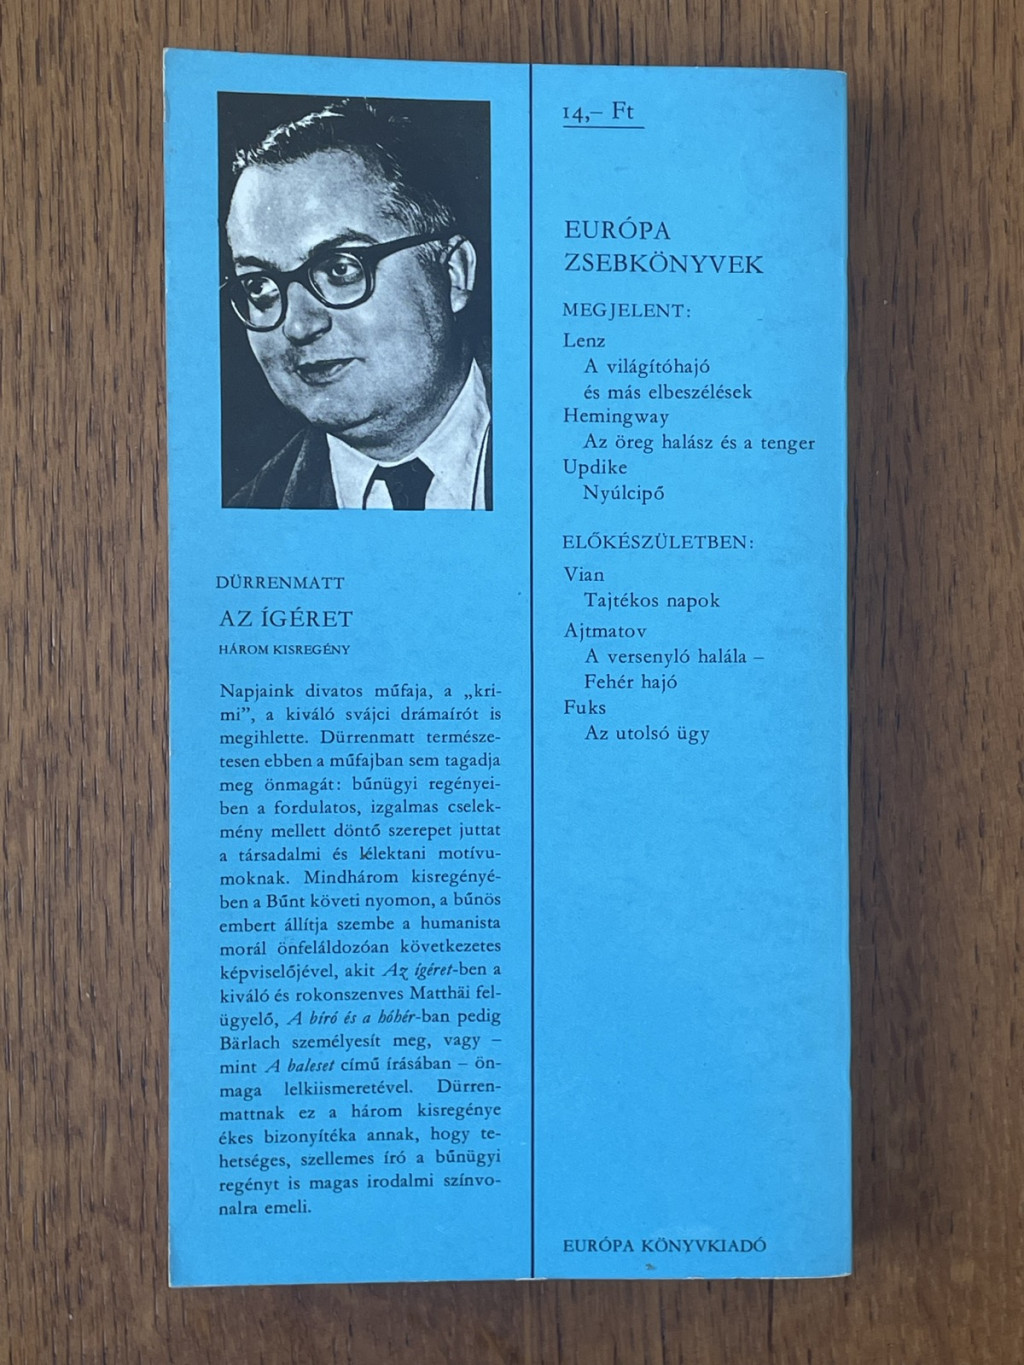 DÜRRENMATT
AZ ÍGÉRET
HÁROM KISREGÉNY
Napjaink divatos műfaja, a „kri-
mi”, a kiváló svájci drámaírót is
megihlette. Dürrenmatt természe-
tesen ebben a műfajban sem tagadja
meg önmagát: bűnügyi regényei-
ben a fordulatos, izgalmas cselek-
mény mellett döntő szerepet juttat
a társadalmi és lélektani motívu-
moknak. Mindhárom kisregényé-
ben a Bűnt követi nyomon, a bűnös
embert állítja szembe a humanista
morál önfeláldozóan következetes
képviselőjével, akit Az ígéret-ben a
kiváló és rokonszenves Matthäi fel-
ügyelő, A bíró és a hóhér-ban pedig
Bärlach személyesít meg, vagy –
mint A baleset című írásában – ön-
maga lelkiismeretével. Dürren-
mattnak ez a három kisregénye
ékes bizonyítéka annak, hogy te-
hetséges, szellemes író a bűnügyi
regényt is magas irodalmi színvo-
nalra emeli.
14,– Ft
EURÓPA
ZSEBKÖNYVEK
MEGJELENT:
Lenz
A világítóhajó
és más elbeszélések
Hemingway
Az öreg halász és a tenger
Updike
Nyúlcipő
ELŐKÉSZÜLETBEN:
Vian
Tajtékos napok
Ajtmatov
A versenyló halála –
Fehér hajó
Fuks
Az utolsó ügy
EURÓPA KÖNYVKIADÓ